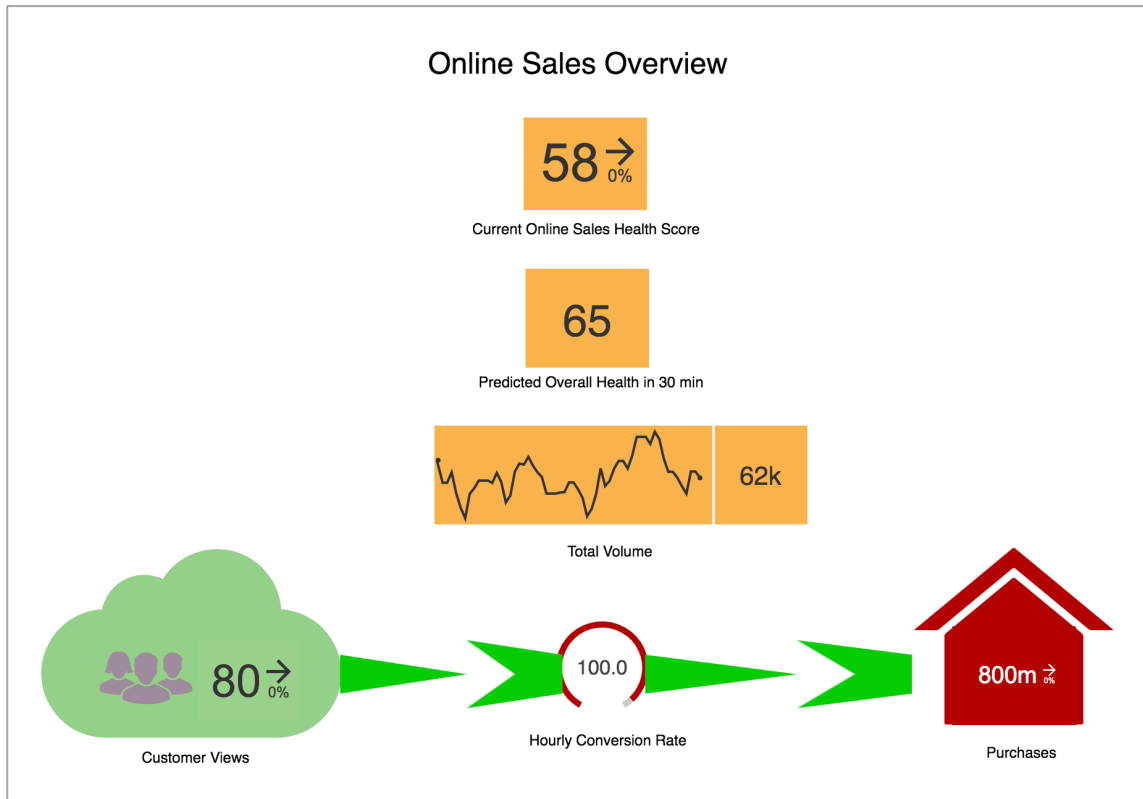 Online Sales Overview
58 →
0%
Current Online Sales Health Score
65
Predicted Overall Health in 30 min
62k
Total Volume
80 →
0%
Customer Views
100.0
Hourly Conversion Rate
800m →
0%
Purchases